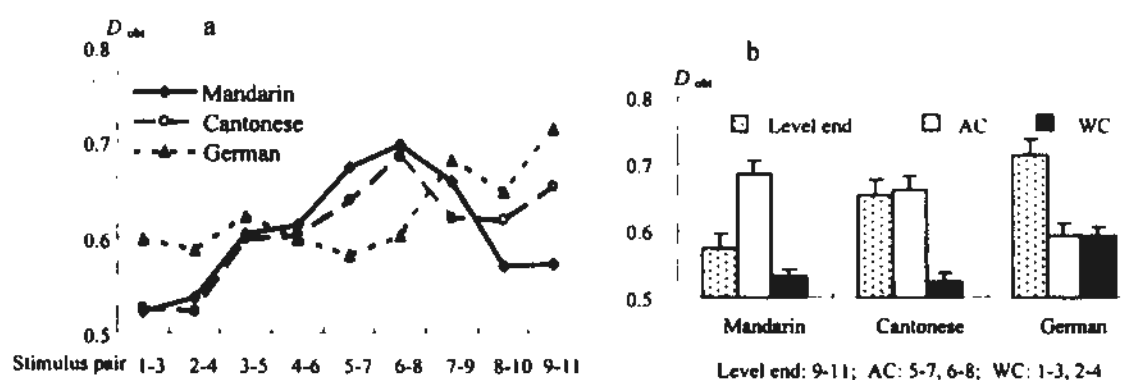 D obt a
0.8
Mandarin
Cantonese
German
0.7
0.6
0.5
Stimulus pair 1-3 2-4 3-5 4-6 5-7 6-8 7-9 8-10 9-11
b
D obt
0.8
Level end AC WC
0.7
0.6
0.5
Mandarin Cantonese German
Level end: 9-11; AC: 5-7, 6-8; WC: 1-3, 2-4